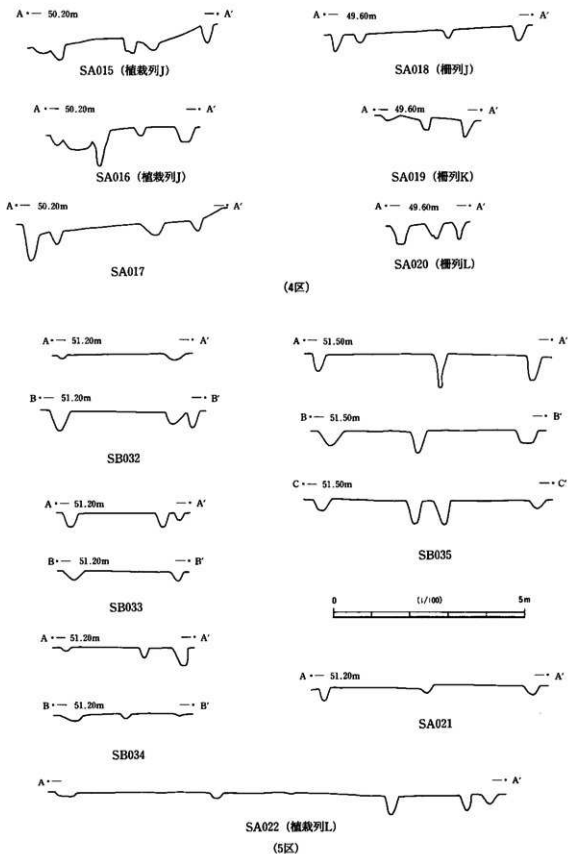 A 50.20m A′
SA015（植栽列J）
A 50.20m A′
SA016（植栽列J）
A 50.20m A′
SA017
A 49.60m A′
SA018（柵列J）
A 49.60m A′
SA019（柵列K）
A 49.60m A′
SA020（柵列L）
(4区)
A 51.20m A′
B 51.20m B′
SB032
A 51.20m A′
B 51.20m B′
SB033
A 51.20m A′
B 51.20m B′
SB034
A 51.50m A′
B 51.50m B′
C 51.50m C′
SB035
0 (1/100) 5m
A 51.20m A′
SA021
A A′
SA022（植栽列L）
(5区)